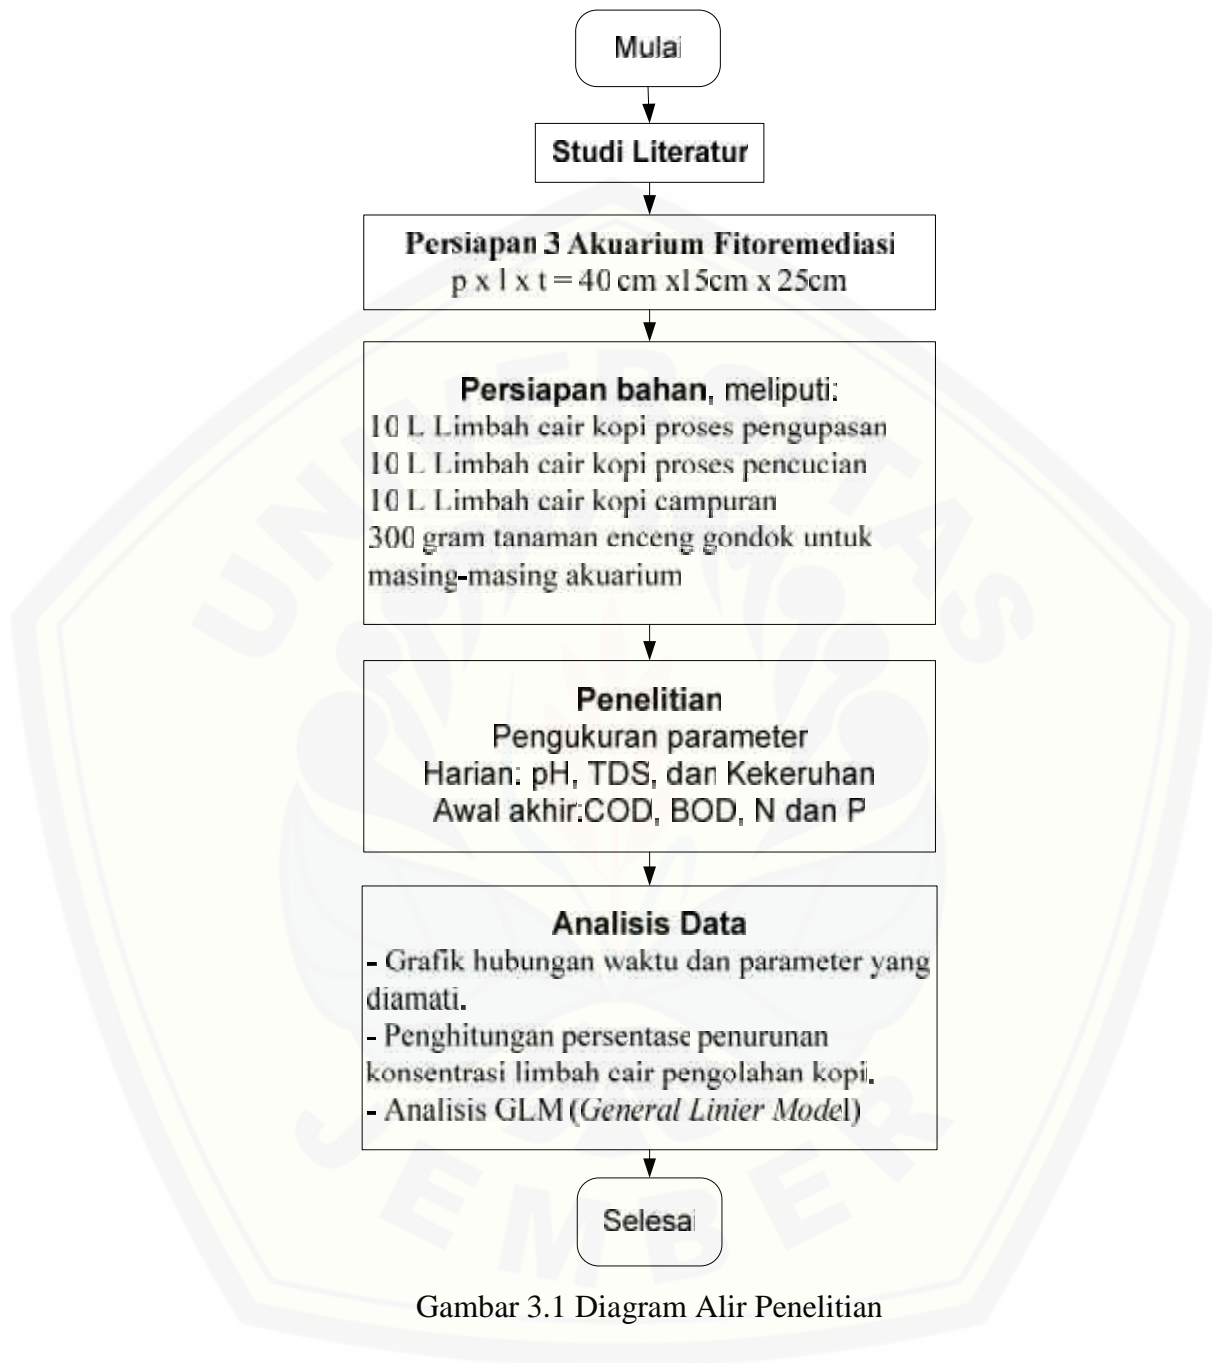 Mulai
Studi Literatur
Persiapan 3 Akuarium Fitoremediasi
p x l x t = 40 cm x15cm x 25cm
Persiapan bahan, meliputi:
10 L Limbah cair kopi proses pengupasan
10 L Limbah cair kopi proses pencucian
10 L Limbah cair kopi campuran
300 gram tanaman enceng gondok untuk
masing-masing akuarium
Penelitian
Pengukuran parameter
Harian: pH, TDS, dan Kekeruhan
Awal akhir:COD, BOD, N dan P
Analisis Data
- Grafik hubungan waktu dan parameter yang
diamati.
- Penghitungan persentase penurunan
konsentrasi limbah cair pengolahan kopi.
- Analisis GLM (General Linier Model)
Selesai
Gambar 3.1 Diagram Alir Penelitian
UNIVERSITAS
JEMBER